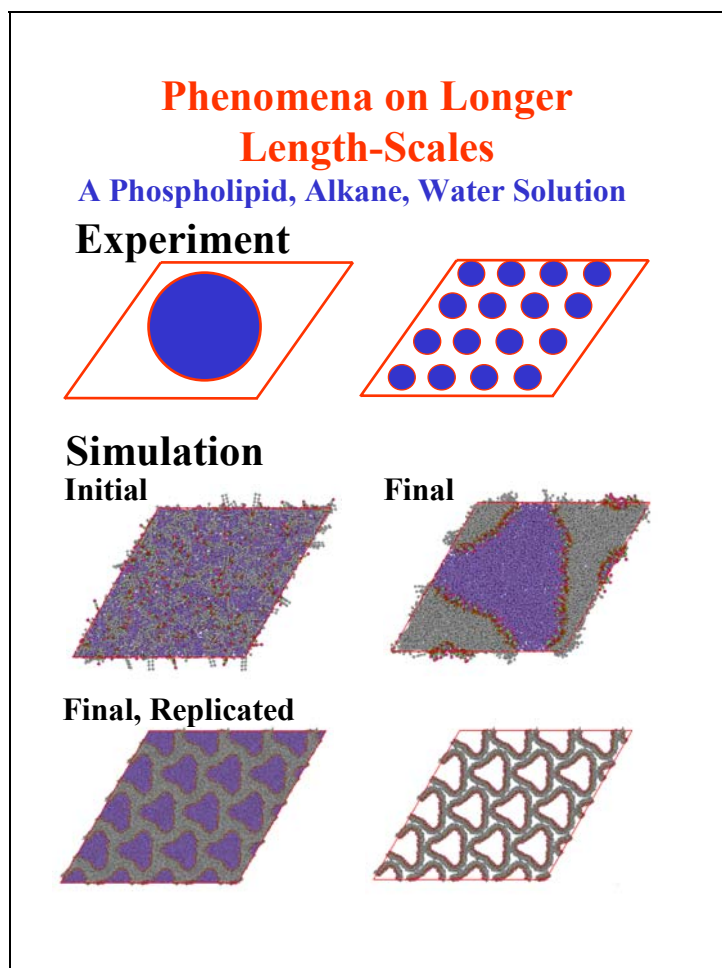 Phenomena on Longer
Length-Scales
A Phospholipid, Alkane, Water Solution
Experiment
Simulation
Initial
Final
Final, Replicated